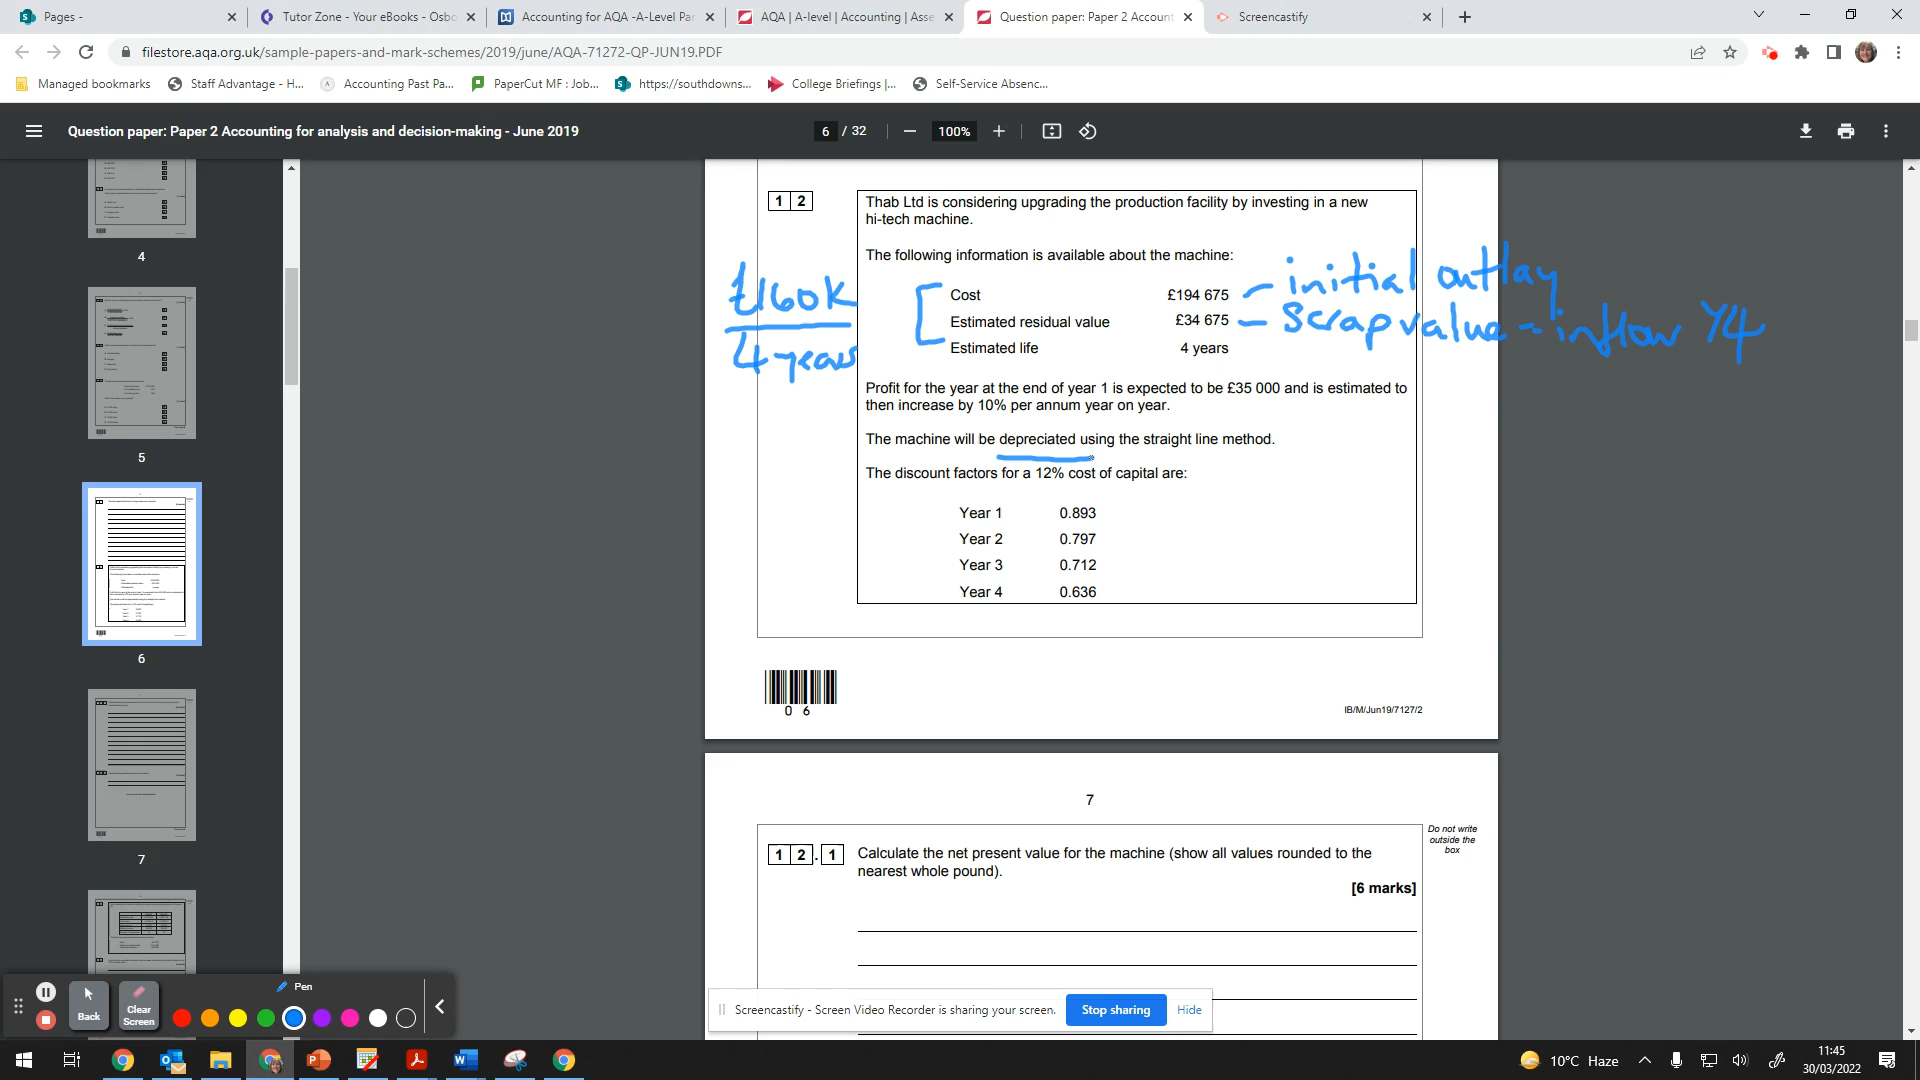 Pages -
Tutor Zone - Your eBooks - Osbo
Accounting for AQA -A-Level Par
AQA | A-level | Accounting | Asse
Question paper: Paper 2 Account
Screencastify
filestore.aqa.org.uk/sample-papers-and-mark-schemes/2019/june/AQA-71272-QP-JUN19.PDF
Managed bookmarks
Staff Advantage - H...
Accounting Past Pa...
PaperCut MF : Job...
https://southdowns...
College Briefings |...
Self-Service Absenc...
Question paper: Paper 2 Accounting for analysis and decision-making - June 2019
6 / 32
100%
4
5
6
7
1 2
Thab Ltd is considering upgrading the production facility by investing in a new
hi-tech machine.
The following information is available about the machine:
Cost £194 675 – initial outlay
Estimated residual value £34 675 – Scrap value – inflow Y4
Estimated life 4 years
£160K
4 years
Profit for the year at the end of year 1 is expected to be £35 000 and is estimated to
then increase by 10% per annum year on year.
The machine will be depreciated using the straight line method.
The discount factors for a 12% cost of capital are:
Year 1 0.893
Year 2 0.797
Year 3 0.712
Year 4 0.636
0 6
IB/M/Jun19/7127/2
7
Do not write
outside the
box
1 2 . 1
Calculate the net present value for the machine (show all values rounded to the
nearest whole pound).
[6 marks]
Pen
Back
Clear
Screen
Screencastify - Screen Video Recorder is sharing your screen.
Stop sharing
Hide
10°C Haze
11:45
30/03/2022